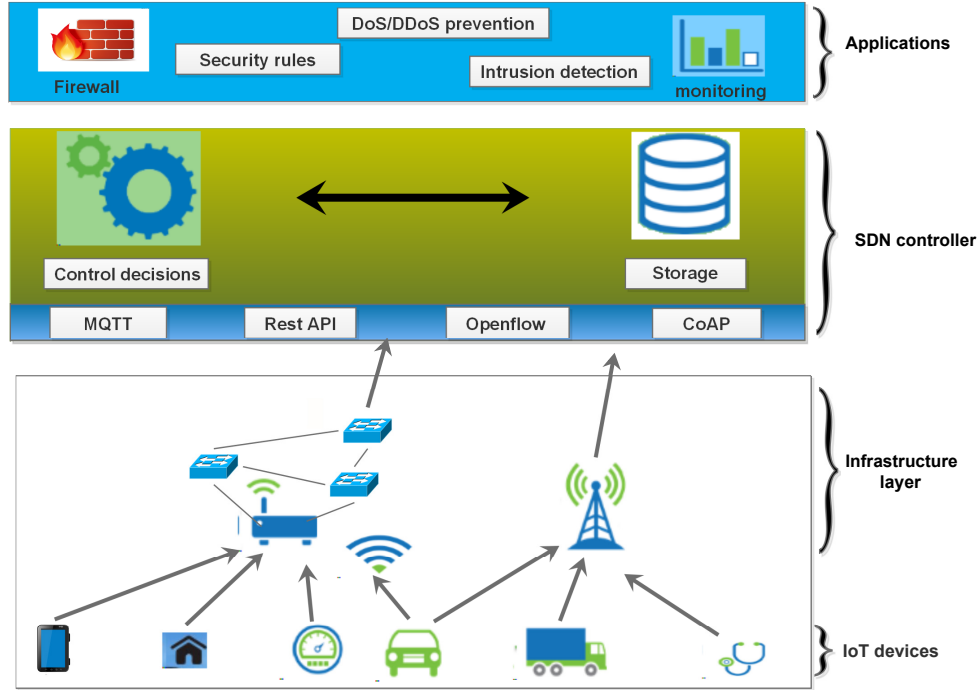 DoS/DDoS prevention
Applications
Security rules
Intrusion detection
Firewall
monitoring
SDN controller
Control decisions
Storage
MQTT
Rest API
Openflow
CoAP
Infrastructure
layer
IoT devices